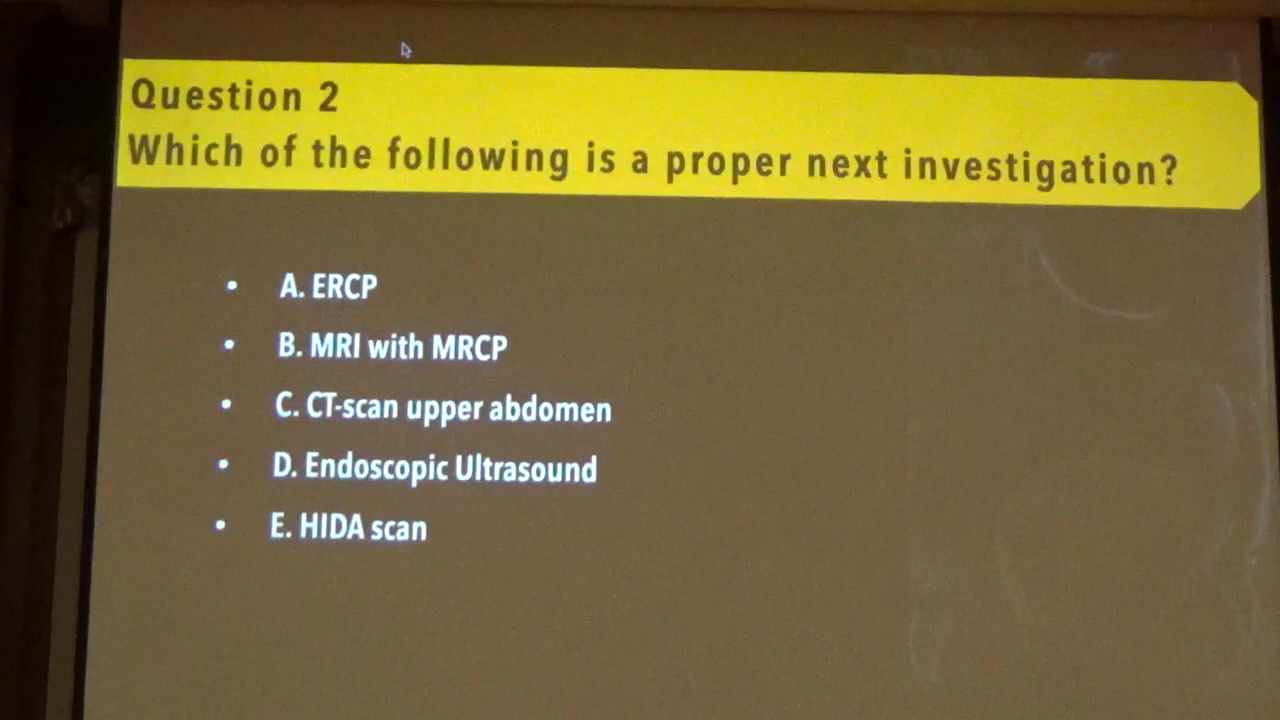 Question 2
Which of the following is a proper next investigation?
• A. ERCP
• B. MRI with MRCP
• C. CT-scan upper abdomen
• D. Endoscopic Ultrasound
• E. HIDA scan